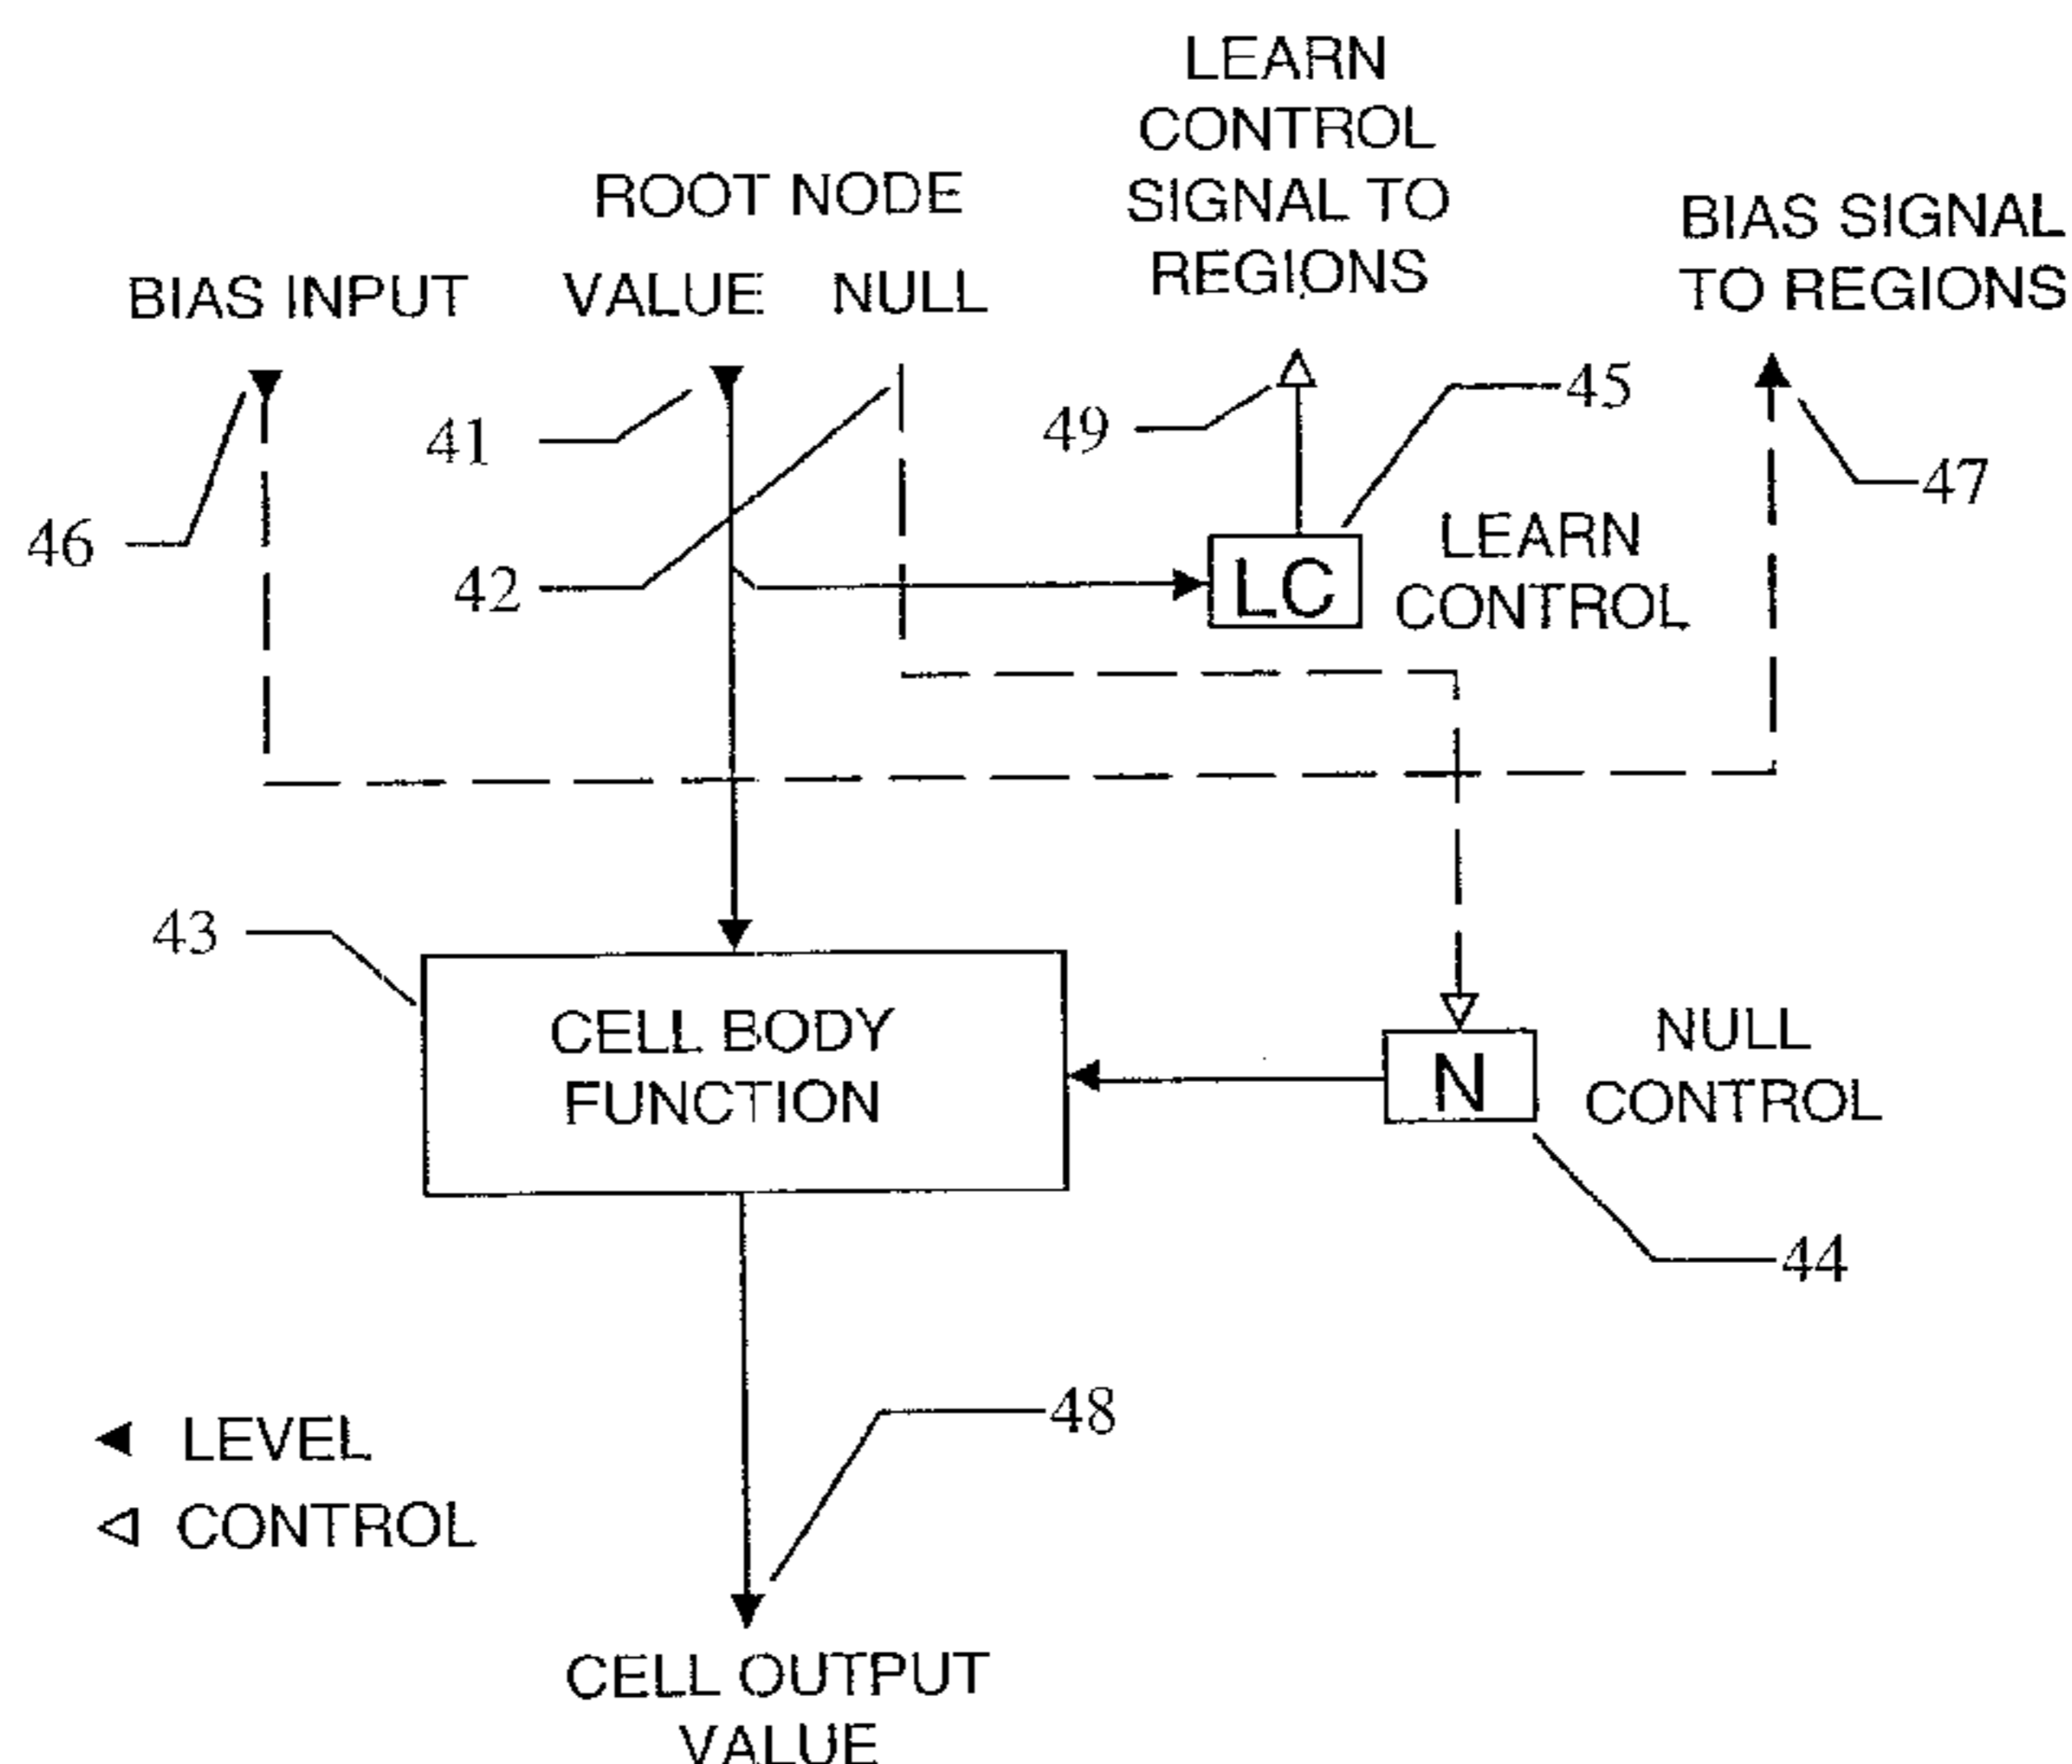 LEARN
CONTROL
SIGNAL TO
REGIONS
ROOT NODE
VALUE NULL
BIAS INPUT
BIAS SIGNAL
TO REGIONS
41
49
45
47
46
42
LC
LEARN
CONTROL
43
CELL BODY
FUNCTION
N
NULL
CONTROL
44
48
LEVEL
CONTROL
CELL OUTPUT
VALUE